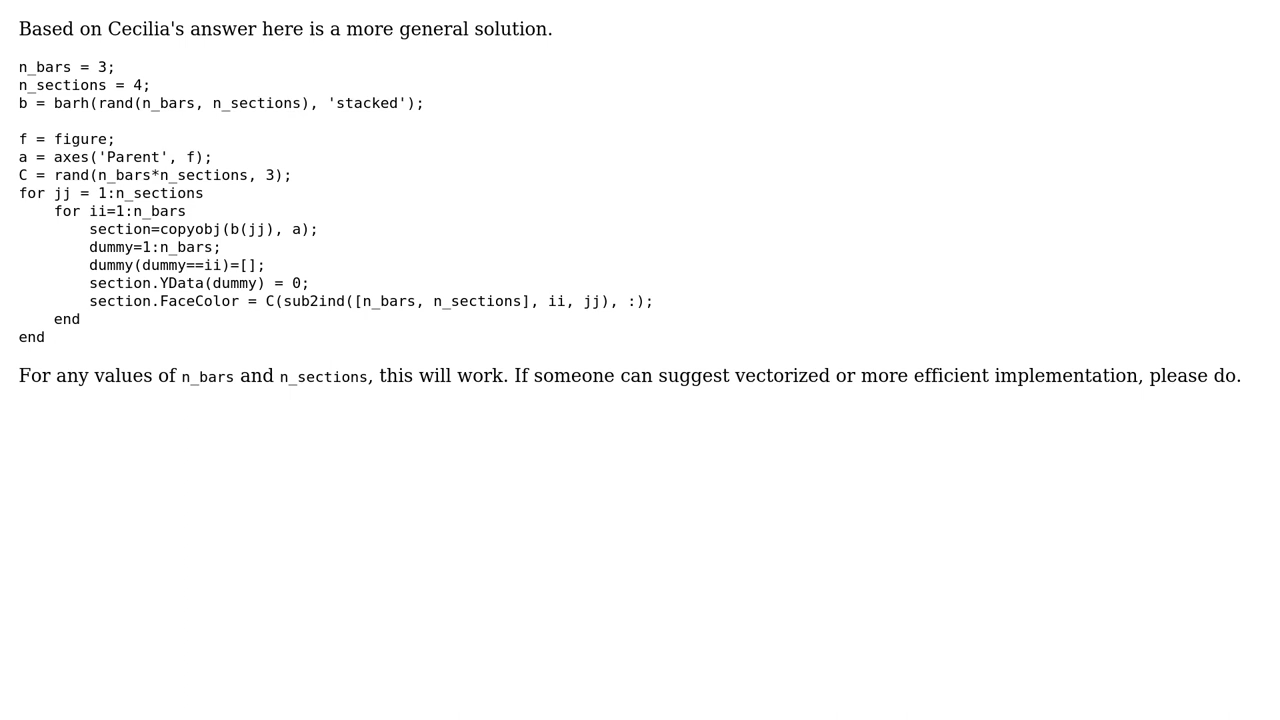 Based on Cecilia's answer here is a more general solution.
n_bars = 3;
n_sections = 4;
b = barh(rand(n_bars, n_sections), 'stacked');

f = figure;
a = axes('Parent', f);
C = rand(n_bars*n_sections, 3);
for jj = 1:n_sections
    for ii=1:n_bars
        section=copyobj(b(jj), a);
        dummy=1:n_bars;
        dummy(dummy==ii)=[];
        section.YData(dummy) = 0;
        section.FaceColor = C(sub2ind([n_bars, n_sections], ii, jj), :);
    end
end
For any values of n_bars and n_sections, this will work. If someone can suggest vectorized or more efficient implementation, please do.